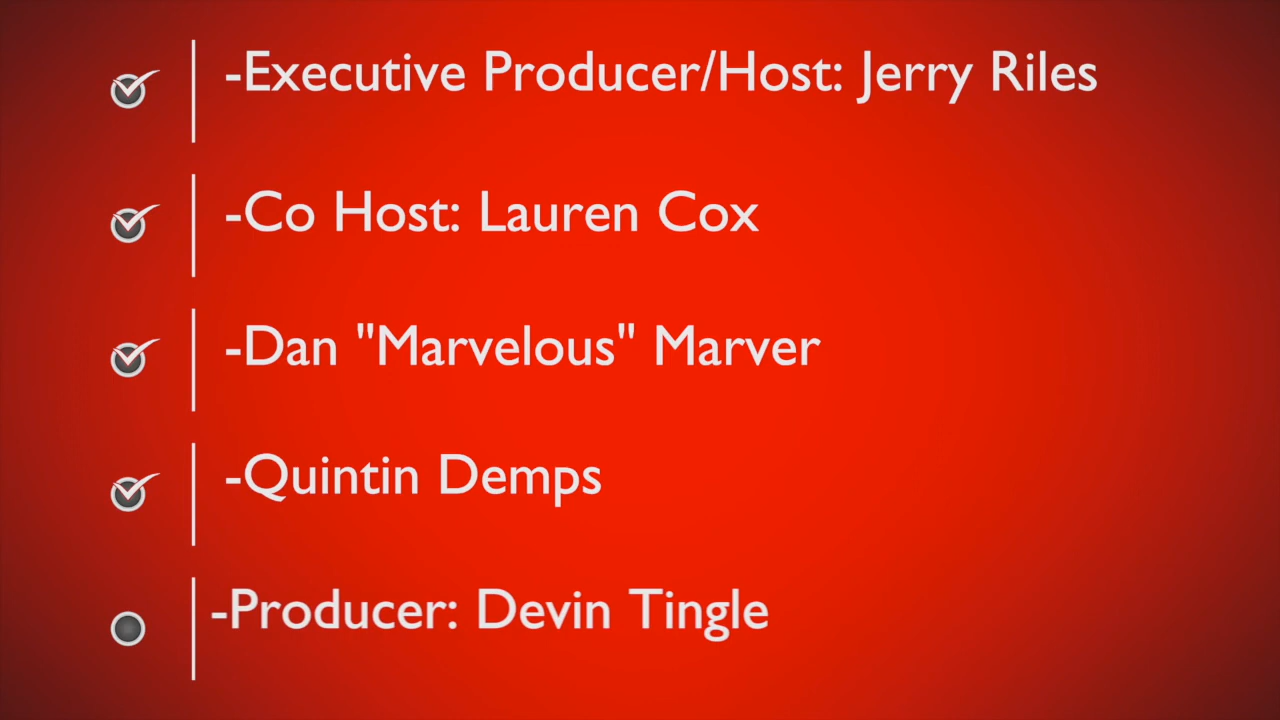 -Executive Producer/Host: Jerry Riles
-Co Host: Lauren Cox
-Dan "Marvelous" Marver
-Quintin Demps
-Producer: Devin Tingle